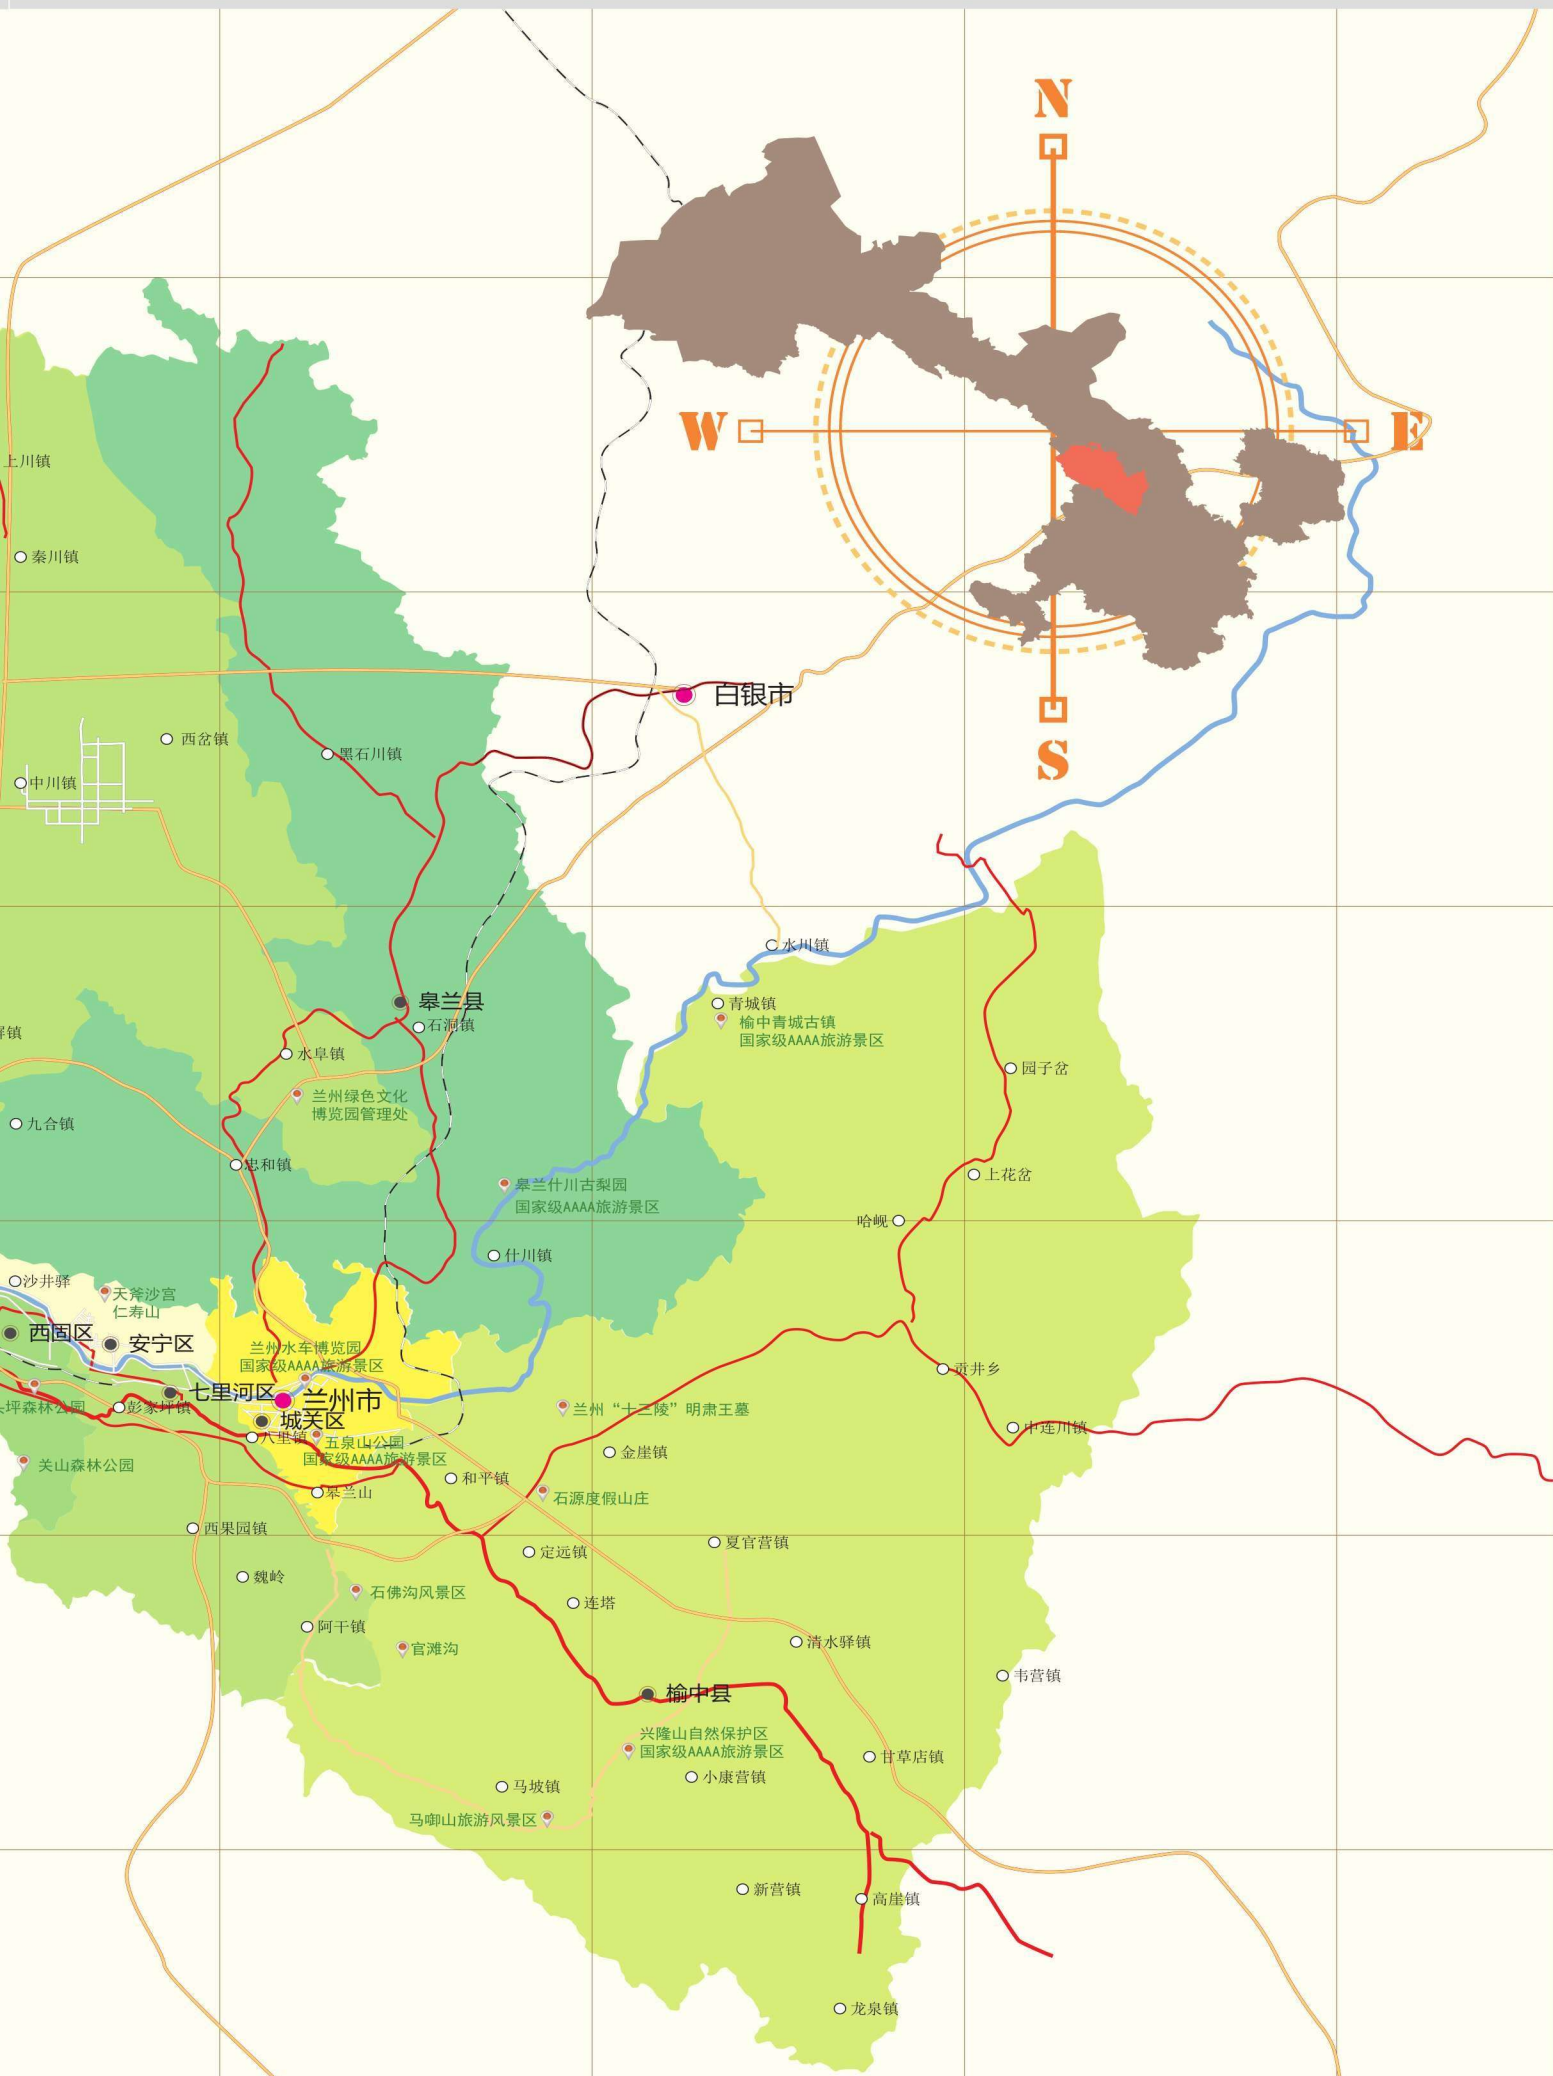 N
W
E
S
上川镇
秦川镇
白银市
西岔镇
黑石川镇
中川镇
水川镇
皋兰县
石洞镇
青城镇
榆中青城古镇
国家级AAAA旅游景区
水阜镇
园子岔
兰州绿色文化
博览园管理处
九合镇
忠和镇
上花岔
皋兰什川古梨园
国家级AAAA旅游景区
哈岘
什川镇
沙井驿
天斧沙宫
仁寿山
西固区
安宁区
兰州水车博览园
国家级AAAA旅游景区
贡井乡
七里河区
兰州市
坪森林公园
彭家坪镇
城关区
兰州“十三陵”明肃王墓
中连川镇
八里镇
五泉山公园
国家级AAAA旅游景区
金崖镇
关山森林公园
和平镇
皋兰山
石源度假山庄
西果园镇
夏官营镇
定远镇
魏岭
石佛沟风景区
连塔
阿干镇
官滩沟
清水驿镇
韦营镇
榆中县
兴隆山自然保护区
国家级AAAA旅游景区
甘草店镇
小康营镇
马坡镇
马啣山旅游风景区
新营镇
高崖镇
龙泉镇